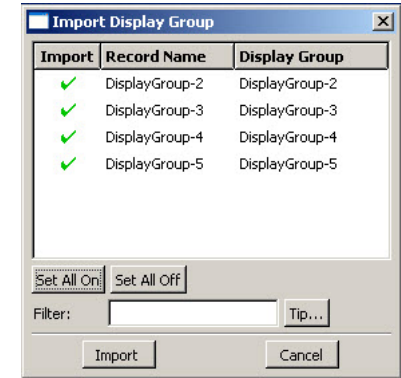 Import Display Group
Import Record Name Display Group
DisplayGroup-2 DisplayGroup-2
DisplayGroup-3 DisplayGroup-3
DisplayGroup-4 DisplayGroup-4
DisplayGroup-5 DisplayGroup-5
Set All On Set All Off
Filter: Tip...
Import Cancel